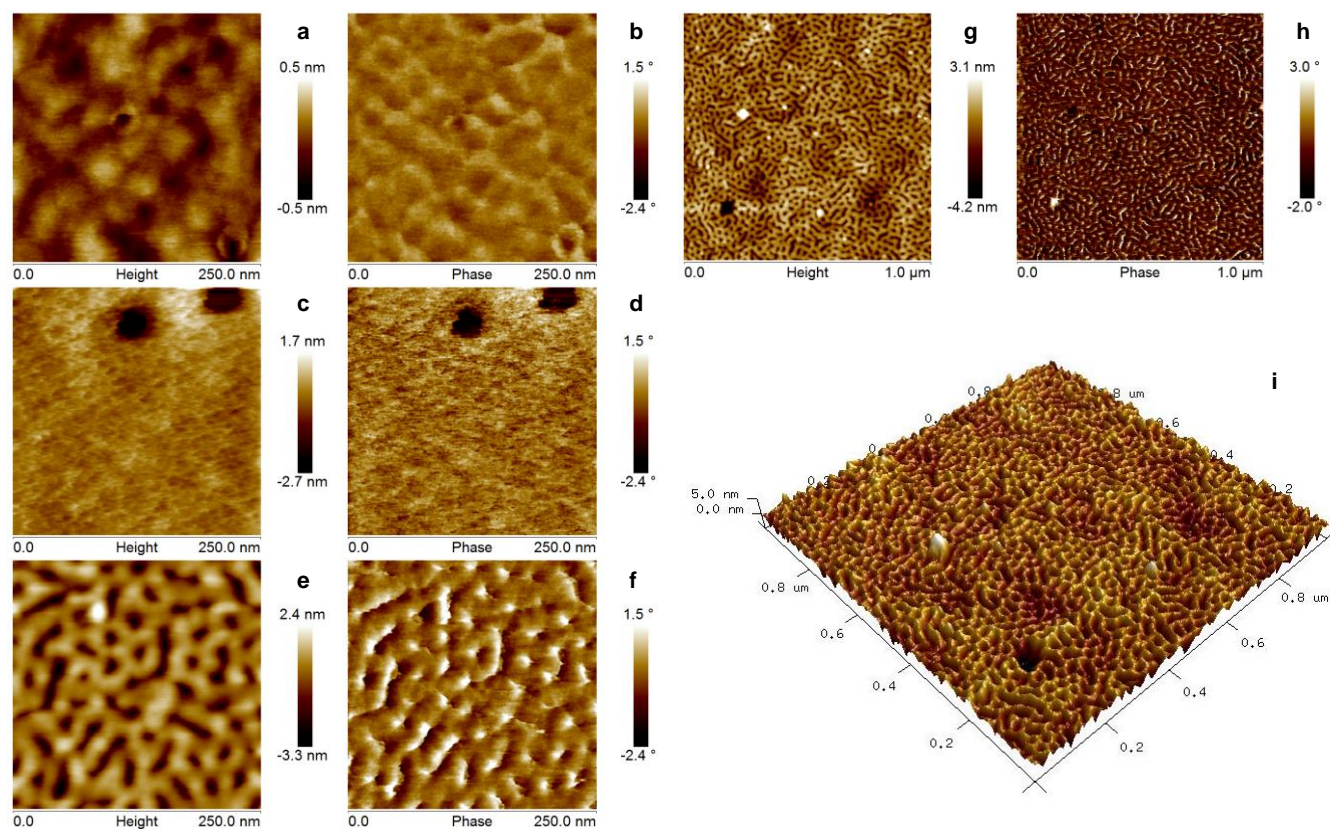 a
0.5 nm
-0.5 nm
0.0 Height 250.0 nm
b
1.5 °
-2.4 °
0.0 Phase 250.0 nm
g
3.1 nm
-4.2 nm
0.0 Height 1.0 µm
h
3.0 °
-2.0 °
0.0 Phase 1.0 µm
c
1.7 nm
-2.7 nm
0.0 Height 250.0 nm
d
1.5 °
-2.4 °
0.0 Phase 250.0 nm
e
2.4 nm
-3.3 nm
0.0 Height 250.0 nm
f
1.5 °
-2.4 °
0.0 Phase 250.0 nm
i
0.8
0.8 um
0.6
0.4
0.2
0.2
5.0 nm
0.0 nm
0.8 um
0.6
0.4
0.2
0.8 um
0.6
0.4
0.2